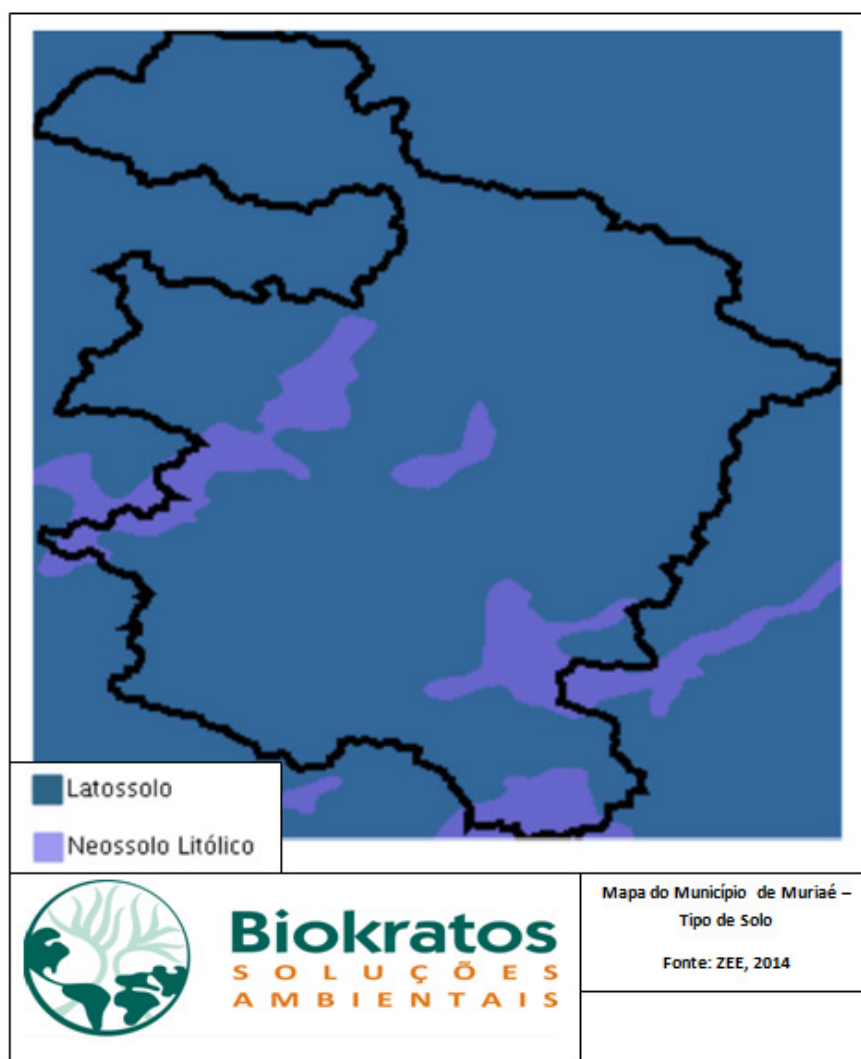 Latossolo
Neossolo Litólico
Biokratos
SOLUÇÕES
AMBIENTAIS
Mapa do Município de Muriaé –
Tipo de Solo
Fonte: ZEE, 2014